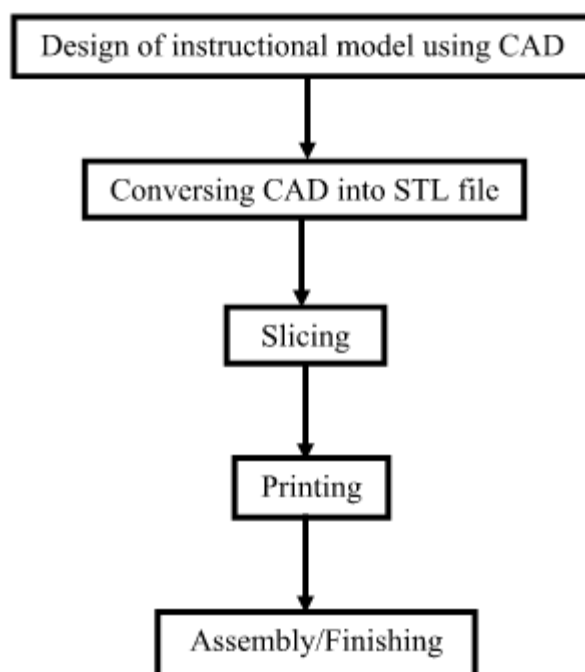 Design of instructional model using CAD
Conversing CAD into STL file
Slicing
Printing
Assembly/Finishing